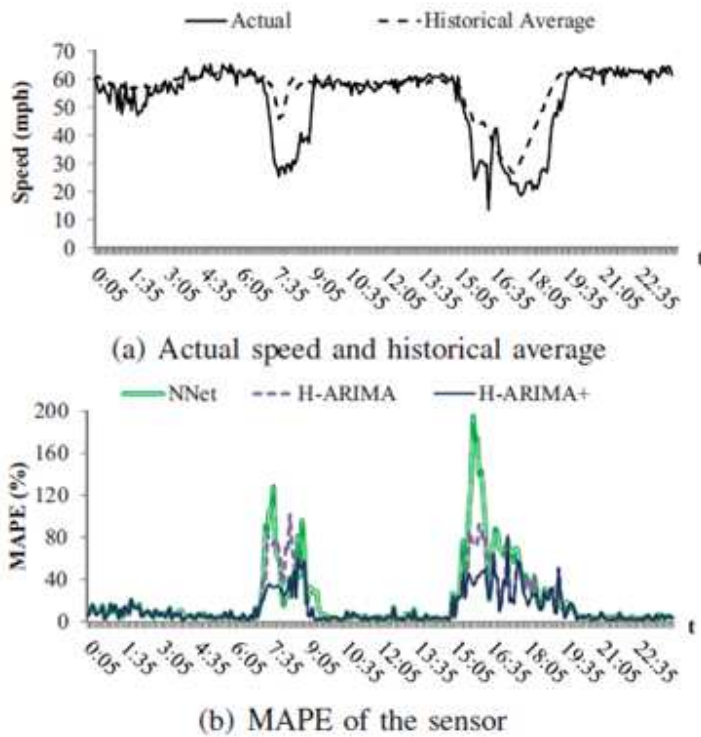 Actual Historical Average
70
60
50
40
30
20
10
0
Speed (mph)
0:05 1:35 3:05 4:35 6:05 7:35 9:05 10:35 12:05 13:35 15:05 16:35 18:05 19:35 21:05 22:35
t
(a) Actual speed and historical average
NNet H-ARIMA H-ARIMA+
200
160
120
80
40
0
MAPE (%)
0:05 1:35 3:05 4:35 6:05 7:35 9:05 10:35 12:05 13:35 15:05 16:35 18:05 19:35 21:05 22:35
t
(b) MAPE of the sensor